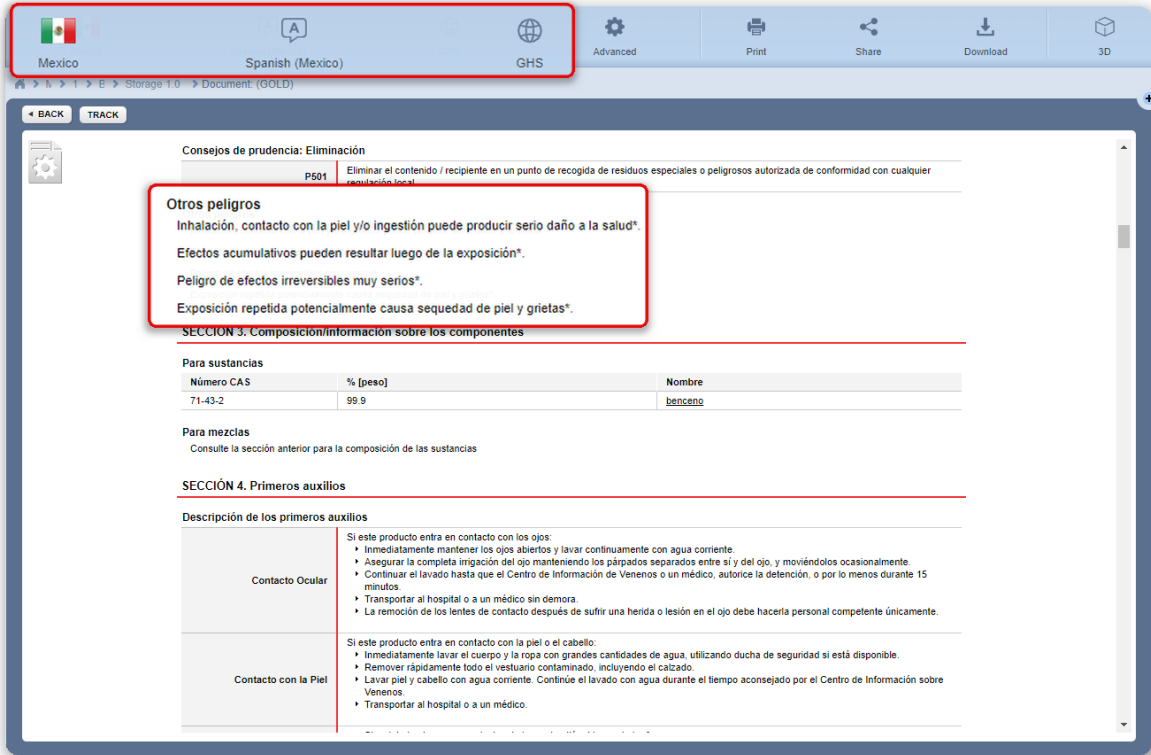 Mexico
Spanish (Mexico)
GHS
Advanced
Print
Share
Download
3D
Storage 1.0 > Document: (GOLD)
BACK
TRACK
Consejos de prudencia: Eliminación
P501
Eliminar el contenido / recipiente en un punto de recogida de residuos especiales o peligrosos autorizada de conformidad con cualquier
regulación local
Otros peligros
Inhalación, contacto con la piel y/o ingestión puede producir serio daño a la salud*.
Efectos acumulativos pueden resultar luego de la exposición*.
Peligro de efectos irreversibles muy serios*.
Exposición repetida potencialmente causa sequedad de piel y grietas*.
SECCIÓN 3. Composición/información sobre los componentes
Para sustancias
Número CAS % [peso] Nombre
71-43-2 99.9 benceno
Para mezclas
Consulte la sección anterior para la composición de las sustancias
SECCIÓN 4. Primeros auxilios
Descripción de los primeros auxilios
Contacto Ocular
Si este producto entra en contacto con los ojos:
Inmediatamente mantener los ojos abiertos y lavar continuamente con agua corriente.
Asegurar la completa irrigación del ojo manteniendo los párpados separados entre sí y del ojo, y moviéndolos ocasionalmente.
Continuar el lavado hasta que el Centro de Información de Venenos o un médico, autorice la detención, o por lo menos durante 15
minutos.
Transportar al hospital o a un médico sin demora.
La remoción de los lentes de contacto después de sufrir una herida o lesión en el ojo debe hacerla personal competente únicamente.
Contacto con la Piel
Si este producto entra en contacto con la piel o el cabello:
Inmediatamente lavar el cuerpo y la ropa con grandes cantidades de agua, utilizando ducha de seguridad si está disponible.
Remover rápidamente todo el vestuario contaminado, incluyendo el calzado.
Lavar piel y cabello con agua corriente. Continúe el lavado con agua durante el tiempo aconsejado por el Centro de Información sobre
Venenos.
Transportar al hospital o a un médico.